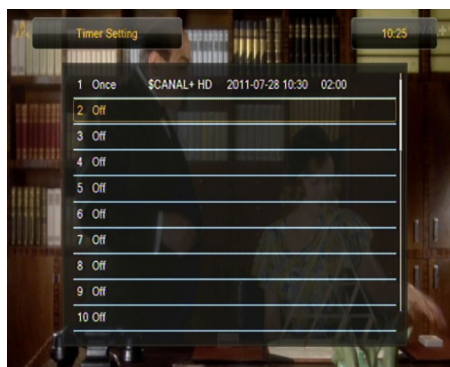 Timer Setting
10:25
1 Once $CANAL+ HD 2011-07-28 10:30 02:00
2 Off
3 Off
4 Off
5 Off
6 Off
7 Off
8 Off
9 Off
10 Off